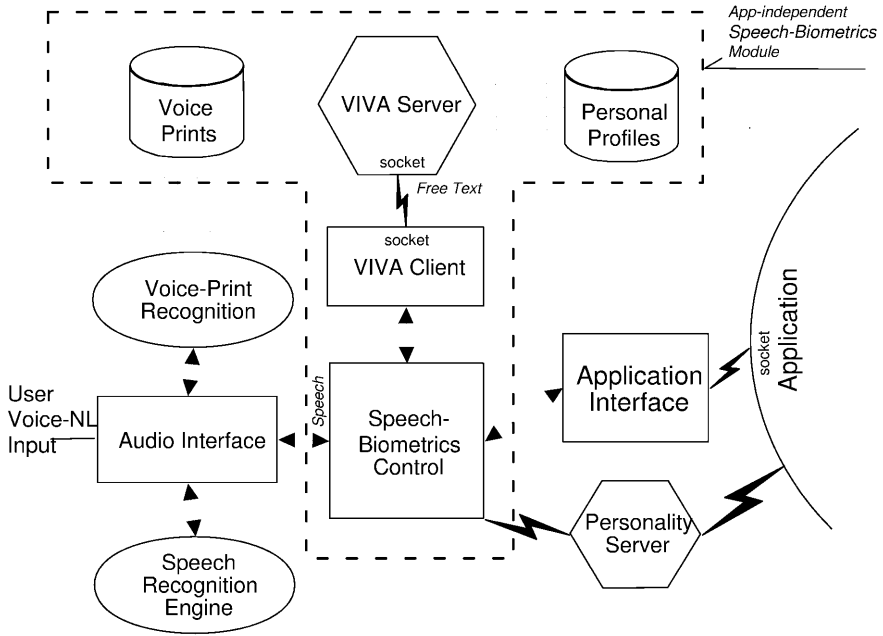 App-independent
Speech-Biometrics
Module
Voice
Prints
VIVA Server
socket
Personal
Profiles
Free Text
socket
VIVA Client
Voice-Print
Recognition
User
Voice-NL
Input
Audio Interface
Speech
Speech-
Biometrics
Control
Application
Interface
socket
Application
Personality
Server
Speech
Recognition
Engine